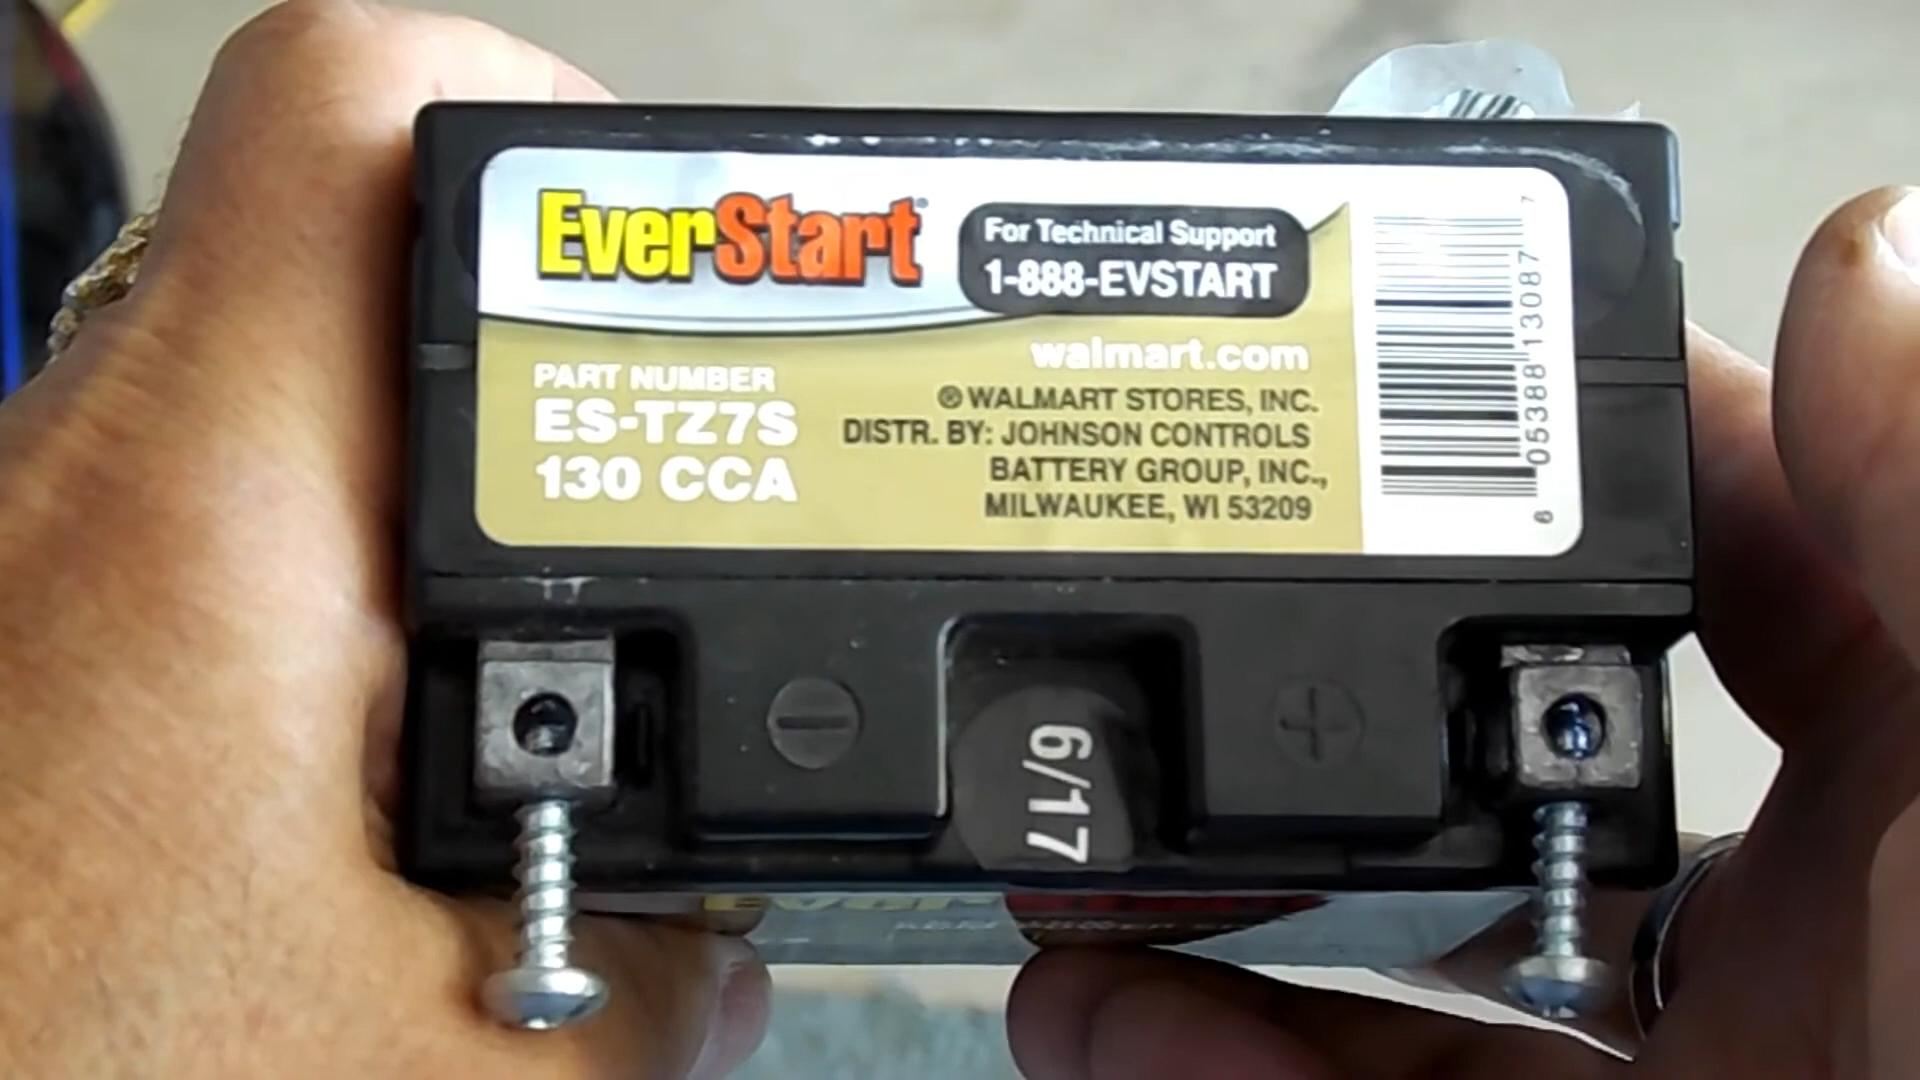 EverStart®
For Technical Support
1-888-EVSTART
walmart.com
PART NUMBER
ES-TZ7S
130 CCA
® WALMART STORES, INC.
DISTR. BY: JOHNSON CONTROLS
BATTERY GROUP, INC.,
MILWAUKEE, WI 53209
6 05388 13087 7
6/17
EverStart